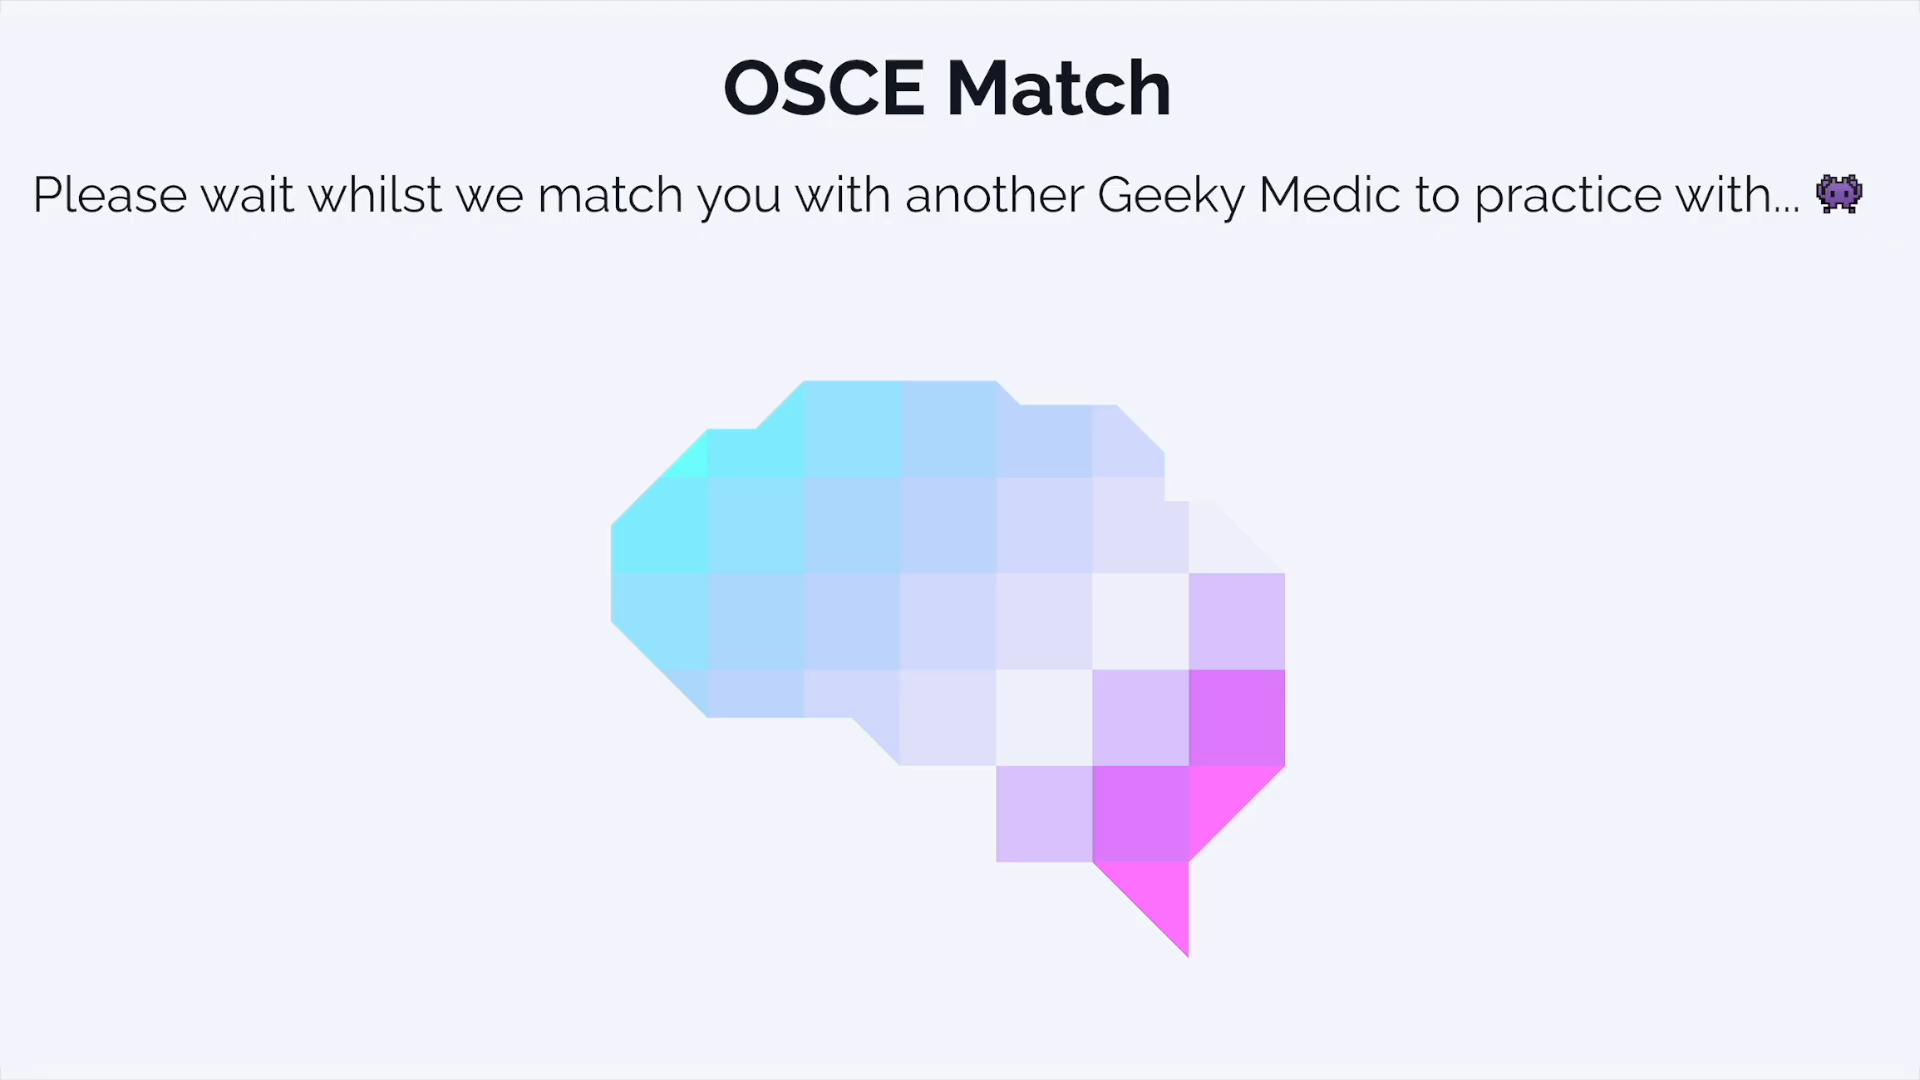 OSCE Match
Please wait whilst we match you with another Geeky Medic to practice with... 👾